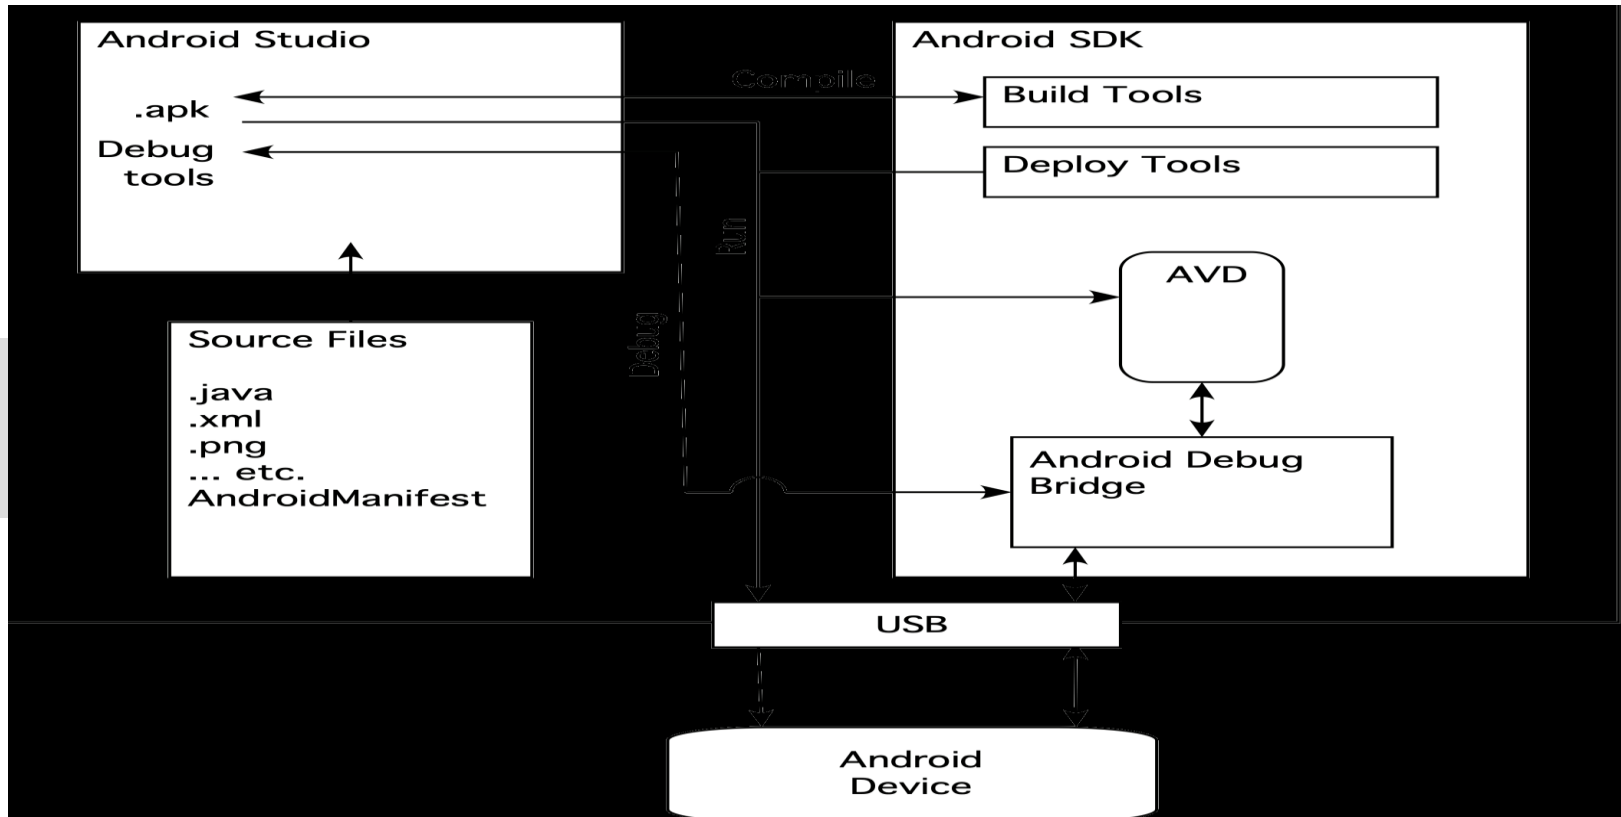 Android Studio
.apk
Debug
tools
Compile
Android SDK
Build Tools
Deploy Tools
Run
Debug
AVD
Source Files
.java
.xml
.png
... etc.
AndroidManifest
Android Debug
Bridge
USB
Android
Device